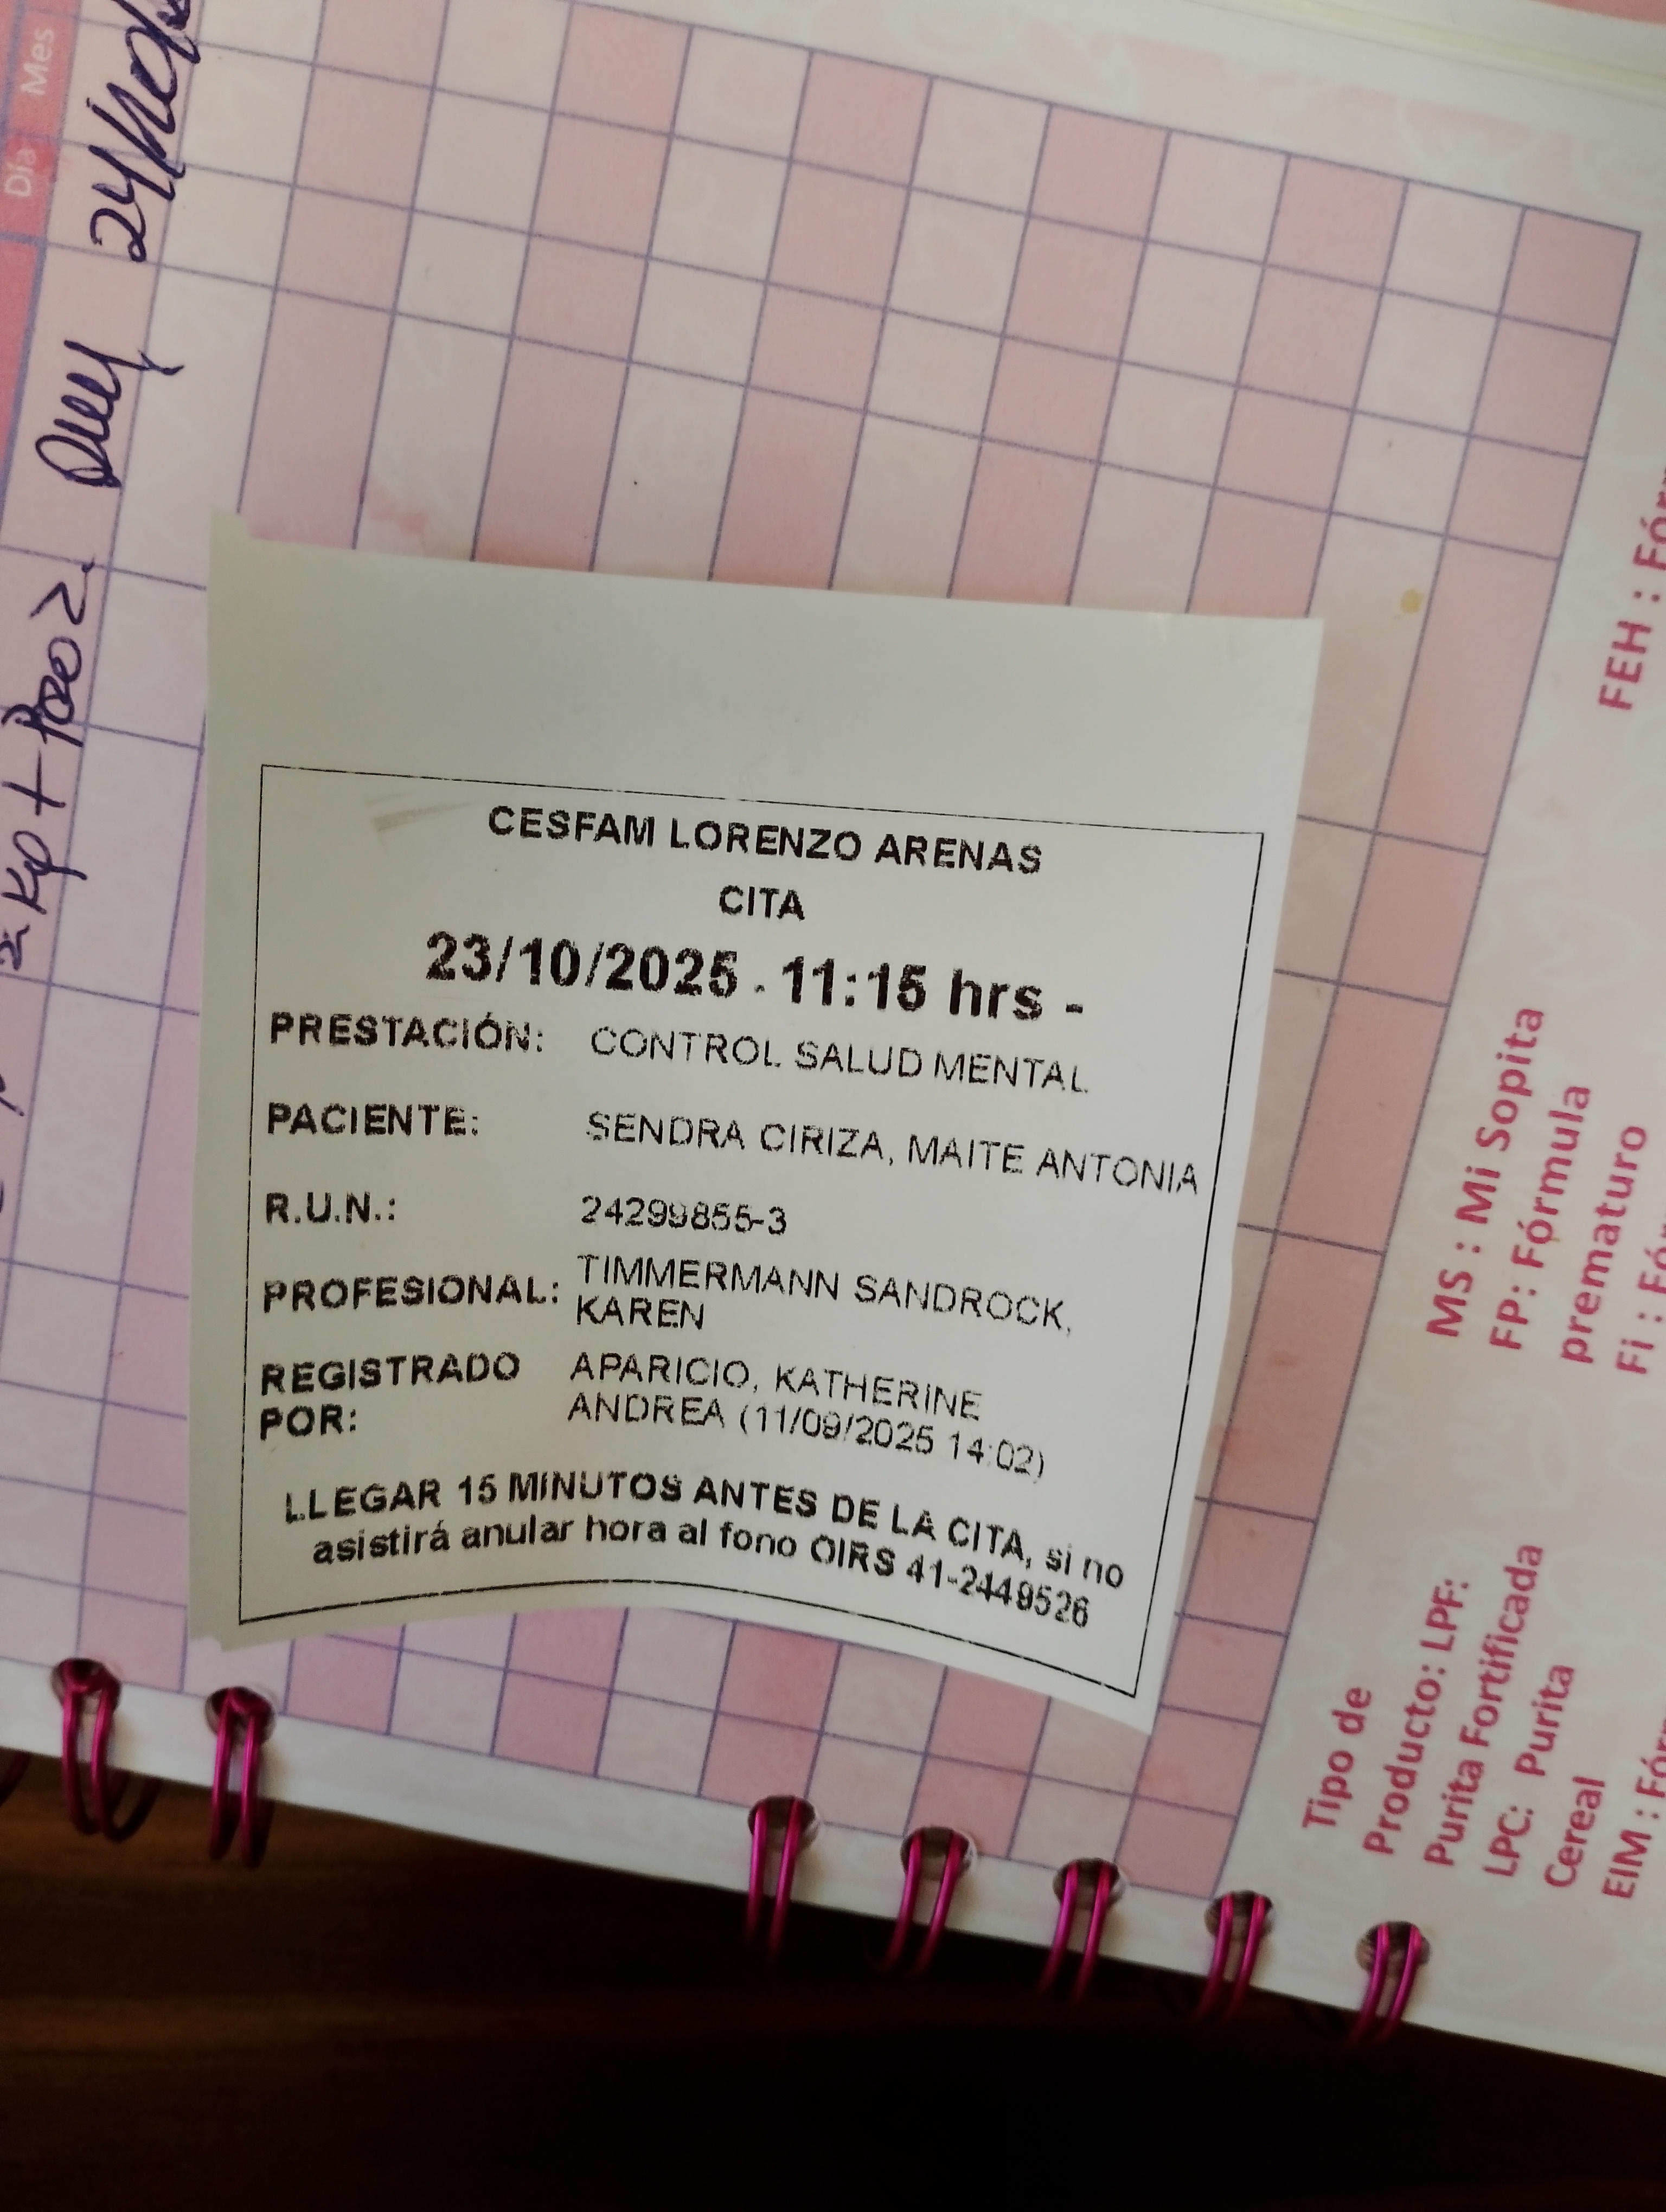 CESFAM LORENZO ARENAS
CITA
23/10/2025 - 11:15 hrs -
PRESTACIÓN: CONTROL SALUD MENTAL
PACIENTE: SENDRA CIRIZA, MAITE ANTONIA
R.U.N.: 24299855-3
PROFESIONAL: TIMMERMANN SANDROCK,
KAREN
REGISTRADO POR: APARICIO, KATHERINE
ANDREA (11/09/2025 14:02)
LLEGAR 15 MINUTOS ANTES DE LA CITA, si no
asistirá anular hora al fono OIRS 41-2449526
Día Mes
24/
FEH :
MS : Mi Sopita
FP: Fórmula
prematuro
Fi :
Tipo de
Producto: LPF:
Purita Fortificada
LPC: Purita
Cereal
EIM :